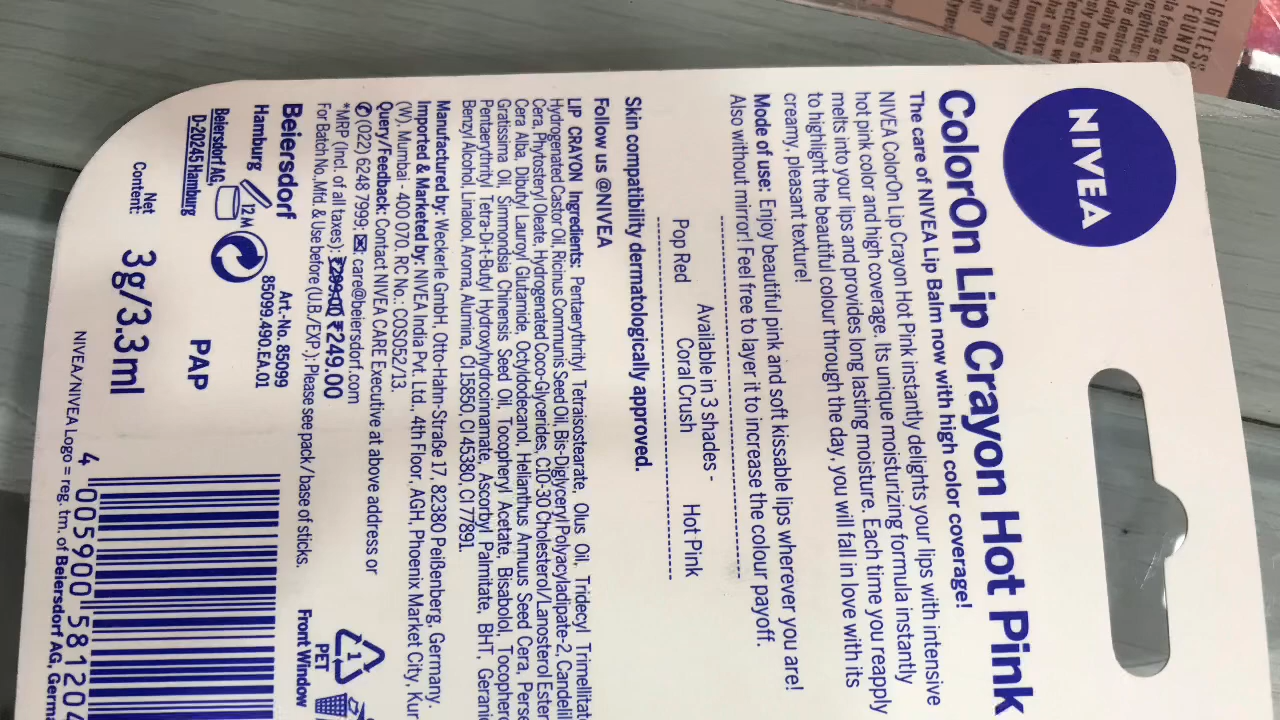 NIVEA
ColorOn Lip Crayon Hot Pink
The care of NIVEA Lip Balm now with high color coverage!
NIVEA ColorOn Lip Crayon Hot Pink instantly delights your lips with intensive
hot pink color and high coverage. Its unique moisturizing formula instantly
melts into your lips and provides long lasting moisture. Each time you reapply
to highlight the beautiful colour through the day, you will fall in love with its
creamy, pleasant texture!
Mode of use: Enjoy beautiful pink and soft kissable lips wherever you are!
Also without mirror! Feel free to layer it to increase the colour payoff.
Available in 3 shades -
Pop Red Coral Crush Hot Pink
Skin compatibility dermatologically approved.
Follow us @NIVEA
LIP CRAYON Ingredients: Pentaerythrityl Tetraisostearate, Olus Oil, Tridecyl Trimellitate
Hydrogenated Castor Oil, Ricinus Communis Seed Oil, Bis-Diglyceryl Polyacyladipate-2, Candelil
Cera, Phytosteryl Oleate, Hydrogenated Coco-Glycerides, C10-30 Cholesterol/Lanosterol Ester
Cera Alba, Dibutyl Lauroyl Glutamide, Octyldodecanol, Helianthus Annuus Seed Cera, Perse
Gratissima Oil, Simmondsia Chinensis Seed Oil, Tocopheryl Acetate, Bisabolol, Tocophero
Pentaerythrityl Tetra-Di-t-Butyl Hydroxyhydrocinnamate, Ascorbyl Palmitate, BHT, Gerani
Benzyl Alcohol, Linalool, Aroma, Alumina, CI 15850, CI 45380, CI 77891.
Manufactured by: Weckerle GmbH, Otto-Hahn-Straße 17, 82380 Peißenberg, Germany.
Imported & Marketed by: NIVEA India Pvt. Ltd., 4th Floor, AGH, Phoenix Market City, Kur
(W), Mumbai - 400 070. RC No.: COS052/13.
Query/Feedback: Contact NIVEA CARE Executive at above address or
(022) 6248 7999; care@beiersdorf.com
*MRP (Incl. of all taxes): ₹299.00 ₹249.00
For Batch No.,Mfd. & Use before (U.B./EXP.): Please see pack/base of sticks.
Beiersdorf
Hamburg
Beiersdorf AG,
D-20245 Hamburg
12 M
Art.-No. 85099
85099.490.EA.01
PAP
1
PET
Front Window
Net
Content:
3g/3.3ml
4 005900 581204
NIVEA/NIVEA Logo = reg. tm. of Beiersdorf AG, Germa